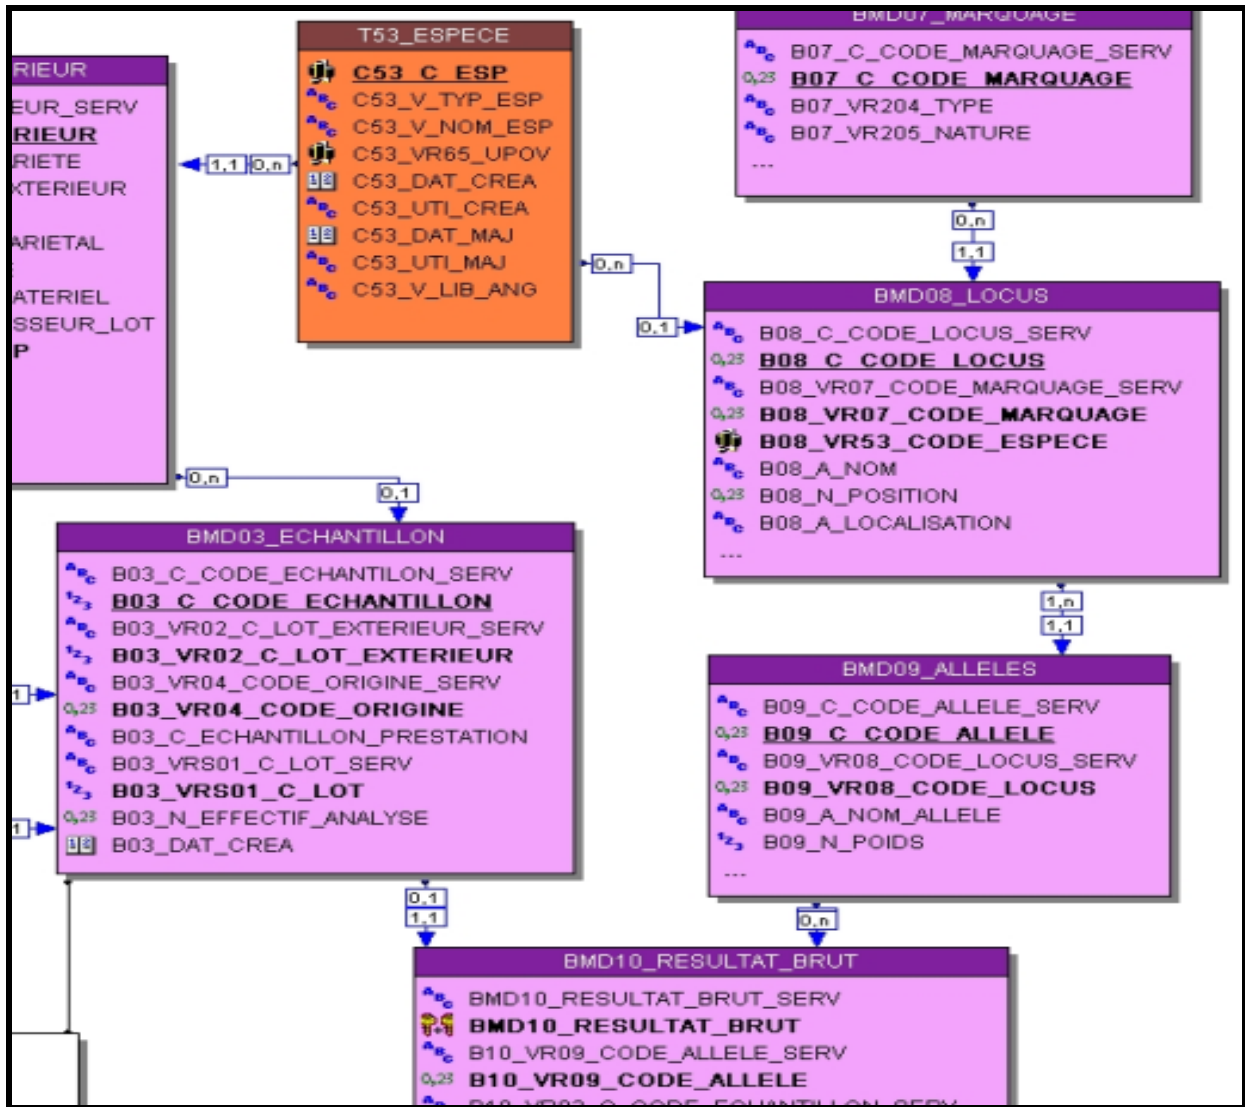 T53_ESPECE
C53_C_ESP
C53_V_TYP_ESP
C53_V_NOM_ESP
C53_VR65_UPOV
C53_DAT_CREA
C53_UTI_CREA
C53_DAT_MAJ
C53_UTI_MAJ
C53_V_LIB_ANG
BMD07_MARQUAGE
B07_C_CODE_MARQUAGE_SERV
B07_C_CODE_MARQUAGE
B07_VR204_TYPE
B07_VR205_NATURE
...
RIEUR
EUR_SERV
RIEUR
RIETE
XTERIEUR
ARIETAL
ATERIEL
SSEUR_LOT
P
1,1
0,n
0,n
0,1
0,n
1,1
BMD08_LOCUS
B08_C_CODE_LOCUS_SERV
B08_C_CODE_LOCUS
B08_VR07_CODE_MARQUAGE_SERV
B08_VR07_CODE_MARQUAGE
B08_VR53_CODE_ESPECE
B08_A_NOM
B08_N_POSITION
B08_A_LOCALISATION
...
0,n
0,1
BMD03_ECHANTILLON
B03_C_CODE_ECHANTILON_SERV
B03_C_CODE_ECHANTILLON
B03_VR02_C_LOT_EXTERIEUR_SERV
B03_VR02_C_LOT_EXTERIEUR
B03_VR04_CODE_ORIGINE_SERV
B03_VR04_CODE_ORIGINE
B03_C_ECHANTILLON_PRESTATION
B03_VRS01_C_LOT_SERV
B03_VRS01_C_LOT
B03_N_EFFECTIF_ANALYSE
B03_DAT_CREA
1
1
1,n
1,1
BMD09_ALLELES
B09_C_CODE_ALLELE_SERV
B09_C_CODE_ALLELE
B09_VR08_CODE_LOCUS_SERV
B09_VR08_CODE_LOCUS
B09_A_NOM_ALLELE
B09_N_POIDS
...
0,1
1,1
0,n
BMD10_RESULTAT_BRUT
BMD10_RESULTAT_BRUT_SERV
BMD10_RESULTAT_BRUT
B10_VR09_CODE_ALLELE_SERV
B10_VR09_CODE_ALLELE